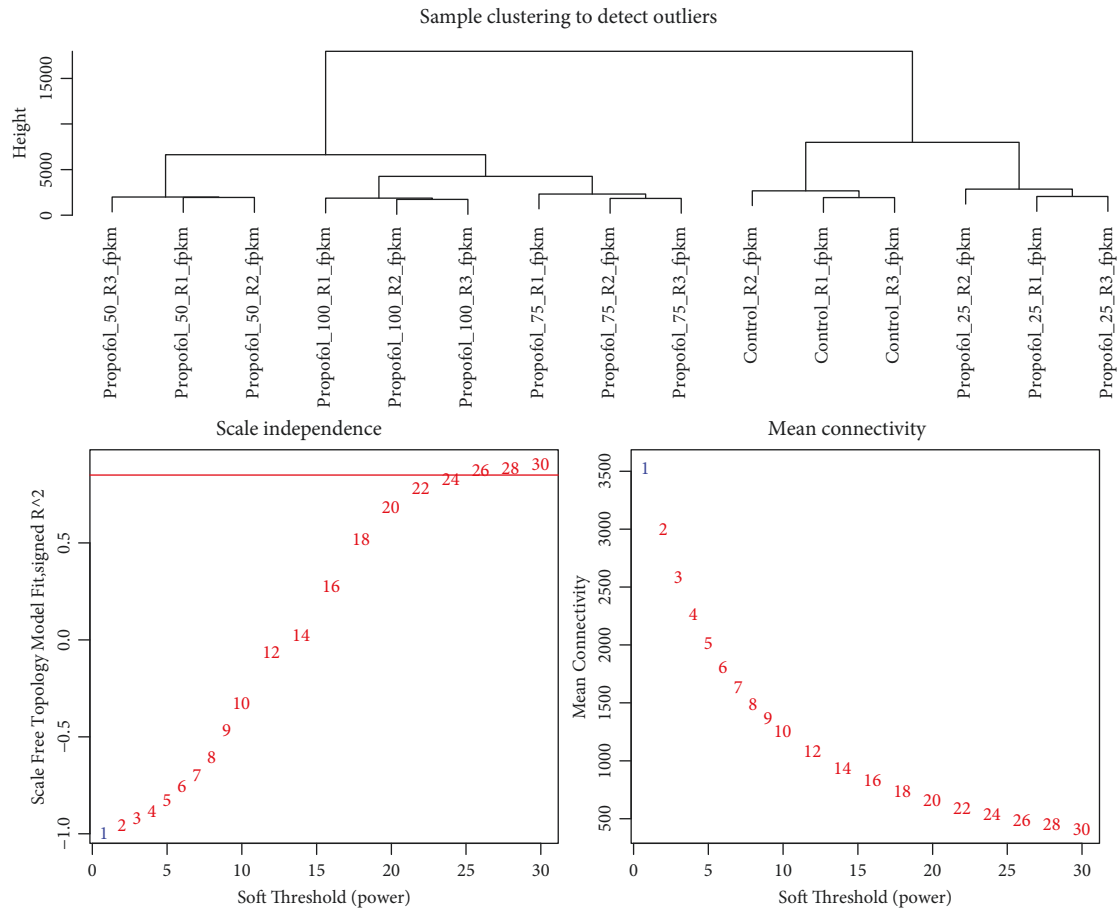 Sample clustering to detect outliers
Height
15000
5000
0
Propofol_50_R3_fpkm
Propofol_50_R1_fpkm
Propofol_50_R2_fpkm
Propofol_100_R1_fpkm
Propofol_100_R2_fpkm
Propofol_100_R3_fpkm
Propofol_75_R1_fpkm
Propofol_75_R2_fpkm
Propofol_75_R3_fpkm
Control_R2_fpkm
Control_R1_fpkm
Control_R3_fpkm
Propofol_25_R2_fpkm
Propofol_25_R1_fpkm
Propofol_25_R3_fpkm
Scale independence
Scale Free Topology Model Fit,signed R^2
0.5
0.0
−0.5
−1.0
1
2
3
4
5
6
7
8
9
10
12
14
16
18
20
22
24
26
28
30
0 5 10 15 20 25 30
Soft Threshold (power)
Mean connectivity
Mean Connectivity
3500
3000
2500
2000
1500
1000
500
1
2
3
4
5
6
7
8
9
10
12
14
16
18
20
22
24
26
28
30
0 5 10 15 20 25 30
Soft Threshold (power)